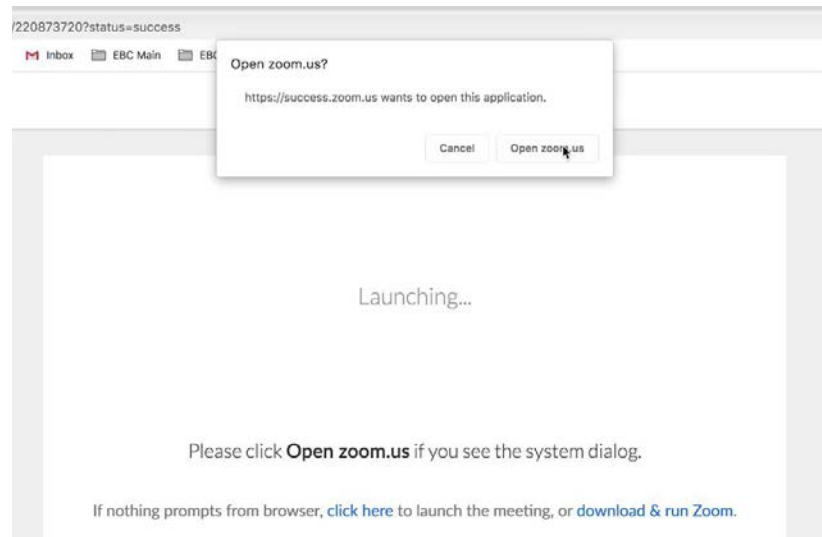 /220873720?status=success
Inbox EBC Main EBC
Open zoom.us?
https://success.zoom.us wants to open this application.
Cancel Open zoom.us
Launching...
Please click Open zoom.us if you see the system dialog.
If nothing prompts from browser, click here to launch the meeting, or download & run Zoom.